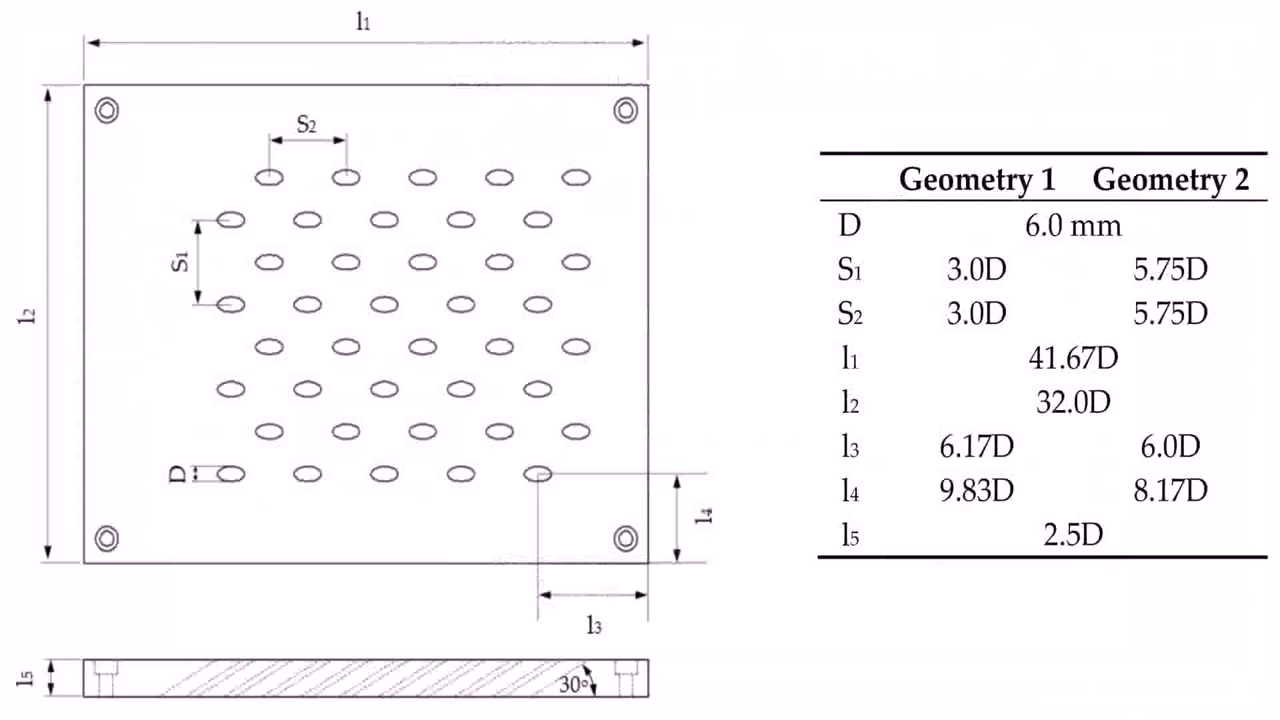 l₁
S₂
S₁
l₂
D
l₄
l₃
l₅
30°
Geometry 1 Geometry 2
D 6.0 mm
S₁ 3.0D 5.75D
S₂ 3.0D 5.75D
l₁ 41.67D
l₂ 32.0D
l₃ 6.17D 6.0D
l₄ 9.83D 8.17D
l₅ 2.5D